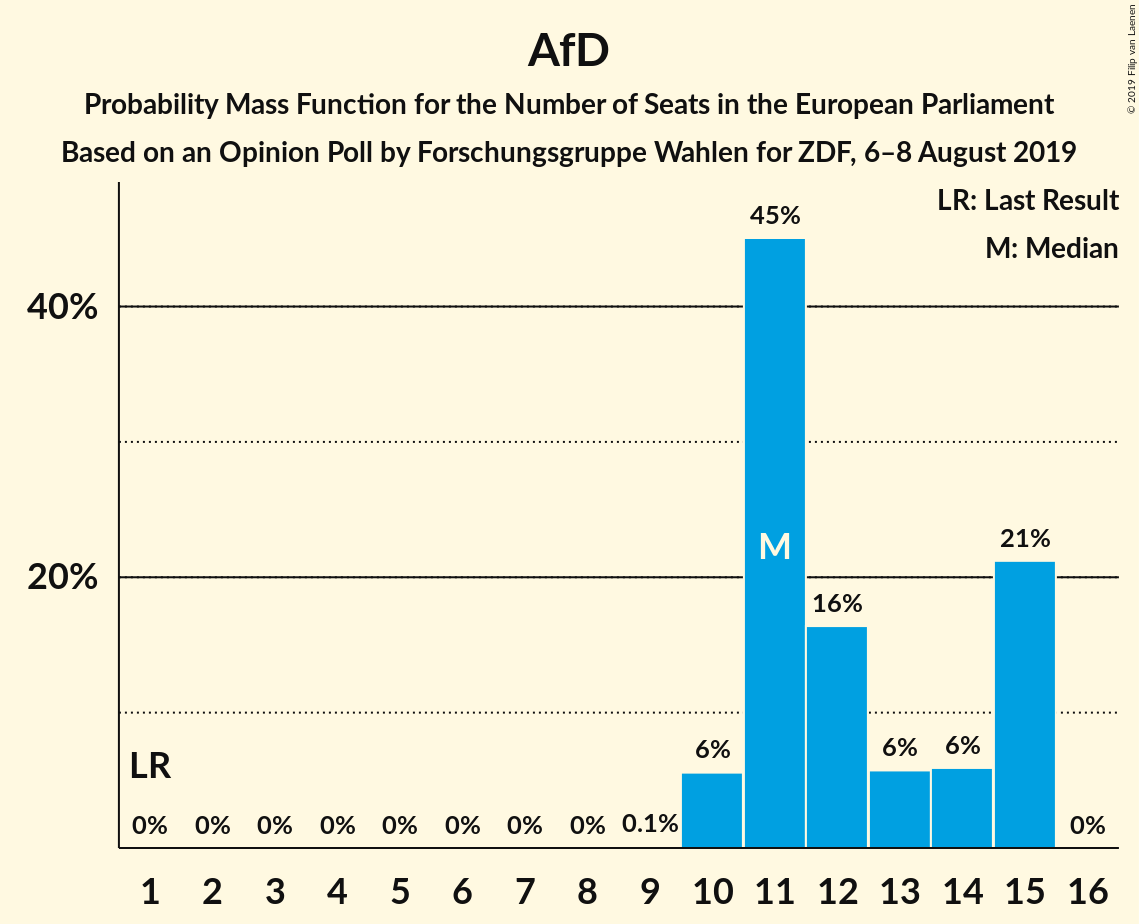 AfD
Probability Mass Function for the Number of Seats in the European Parliament
Based on an Opinion Poll by Forschungsgruppe Wahlen for ZDF, 6–8 August 2019
© 2019 Filip van Laenen
LR: Last Result
M: Median
40%
20%
LR
M
0% 0% 0% 0% 0% 0% 0% 0% 0.1% 6% 45% 16% 6% 6% 21% 0%
1 2 3 4 5 6 7 8 9 10 11 12 13 14 15 16